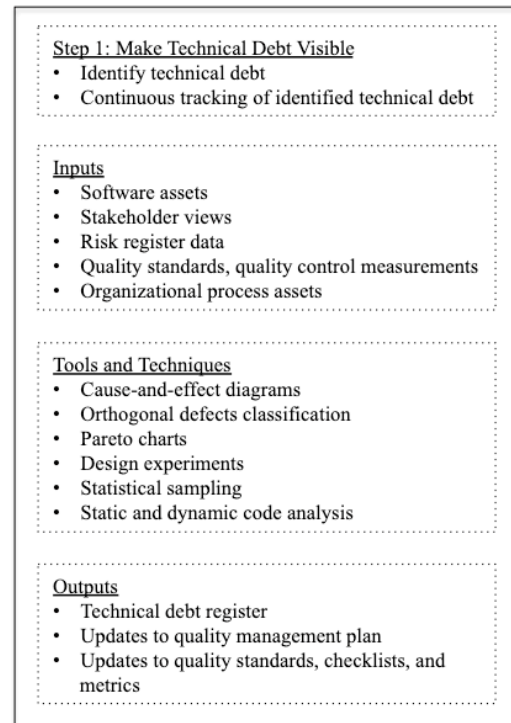 Step 1: Make Technical Debt Visible
• Identify technical debt
• Continuous tracking of identified technical debt
Inputs
• Software assets
• Stakeholder views
• Risk register data
• Quality standards, quality control measurements
• Organizational process assets
Tools and Techniques
• Cause-and-effect diagrams
• Orthogonal defects classification
• Pareto charts
• Design experiments
• Statistical sampling
• Static and dynamic code analysis
Outputs
• Technical debt register
• Updates to quality management plan
• Updates to quality standards, checklists, and
metrics